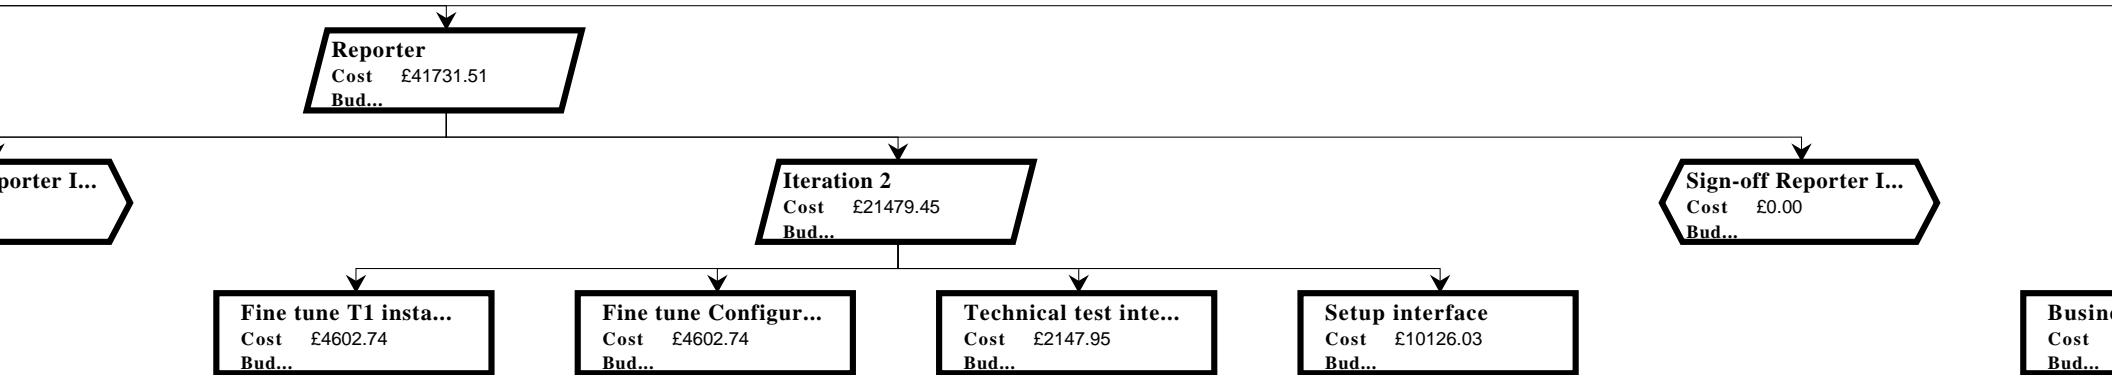 Reporter
Cost £41731.51
Bud...
porter I...
Iteration 2
Cost £21479.45
Bud...
Sign-off Reporter I...
Cost £0.00
Bud...
Fine tune T1 insta...
Cost £4602.74
Bud...
Fine tune Configur...
Cost £4602.74
Bud...
Technical test inte...
Cost £2147.95
Bud...
Setup interface
Cost £10126.03
Bud...
Busine
Cost
Bud...